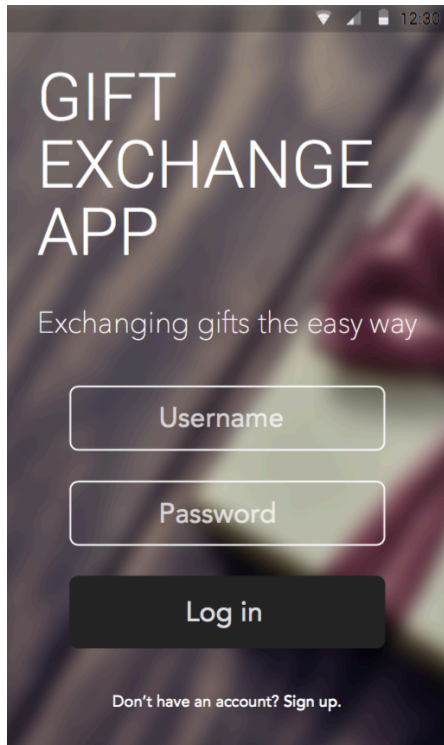 12:30
GIFT
EXCHANGE
APP
Exchanging gifts the easy way
Username
Password
Log in
Don't have an account? Sign up.